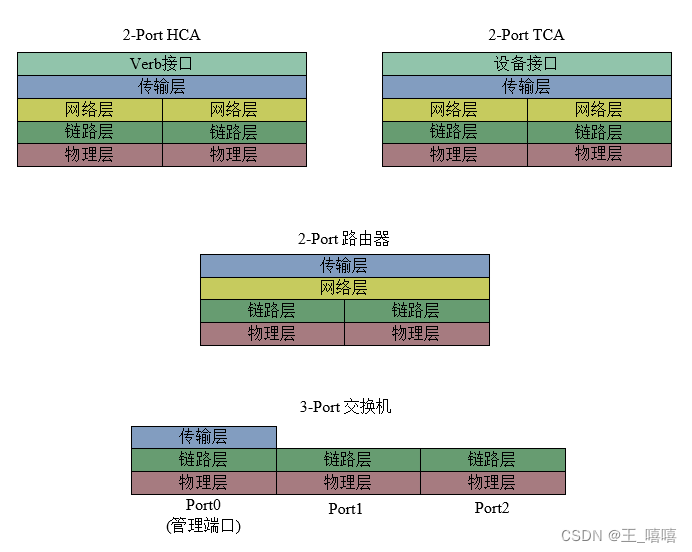 2-Port HCA 2-Port TCA
Verb接口 设备接口
传输层 传输层
网络层 网络层 网络层 网络层
链路层 链路层 链路层 链路层
物理层 物理层 物理层 物理层
2-Port 路由器
传输层
网络层
链路层 链路层
物理层 物理层
3-Port 交换机
传输层
链路层 链路层 链路层
物理层 物理层 物理层
Port0 Port1 Port2
(管理端口)
CSDN @王_嘻嘻